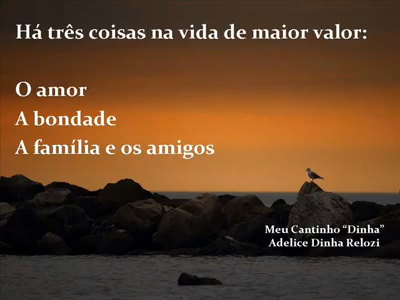 Há três coisas na vida de maior valor:
O amor
A bondade
A família e os amigos
Meu Cantinho “Dinha”
Adelice Dinha Relozi